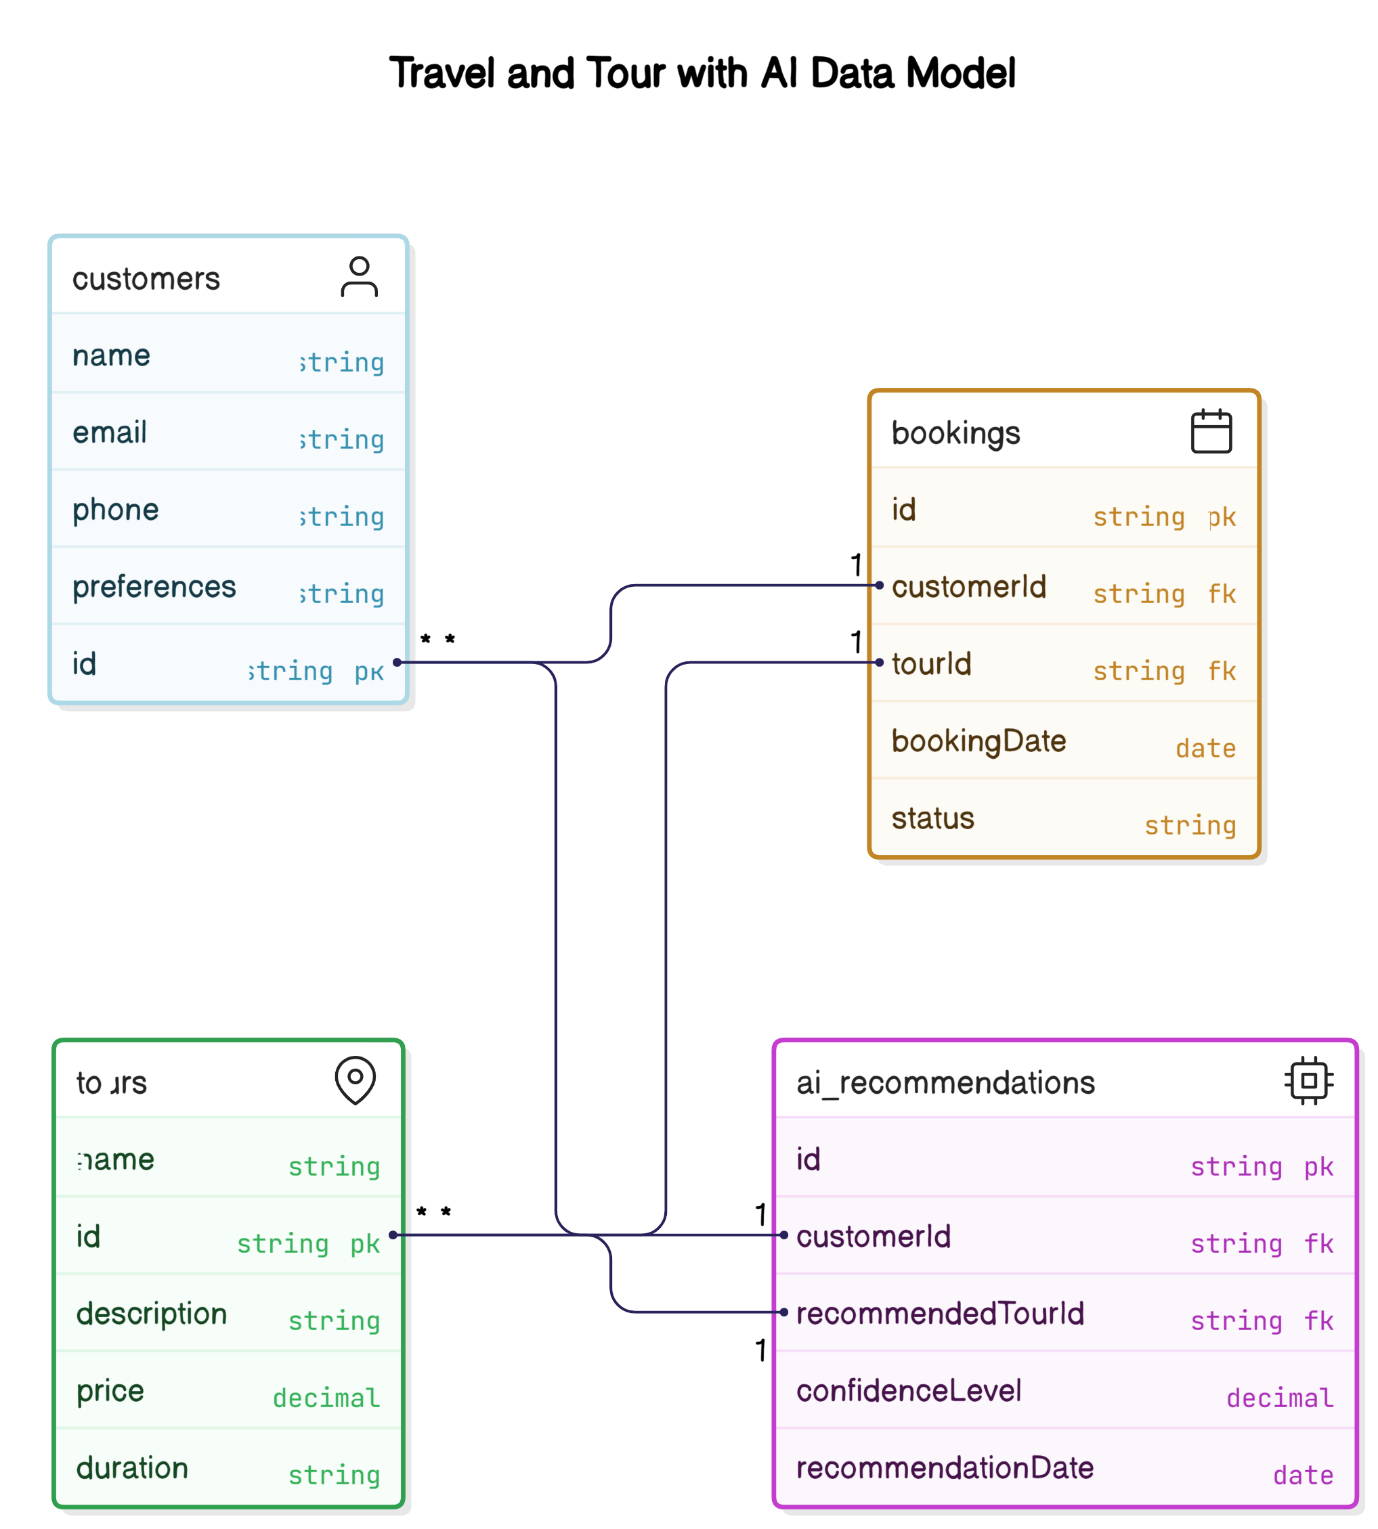 Travel and Tour with AI Data Model
customers
name string
email string
phone string
preferences string
id string pk
* *
bookings
id string pk
1
customerId string fk
1
tourId string fk
bookingDate date
status string
tours
name string
id string pk
* *
description string
price decimal
duration string
ai_recommendations
id string pk
1
customerId string fk
recommendedTourId string fk
1
confidenceLevel decimal
recommendationDate date